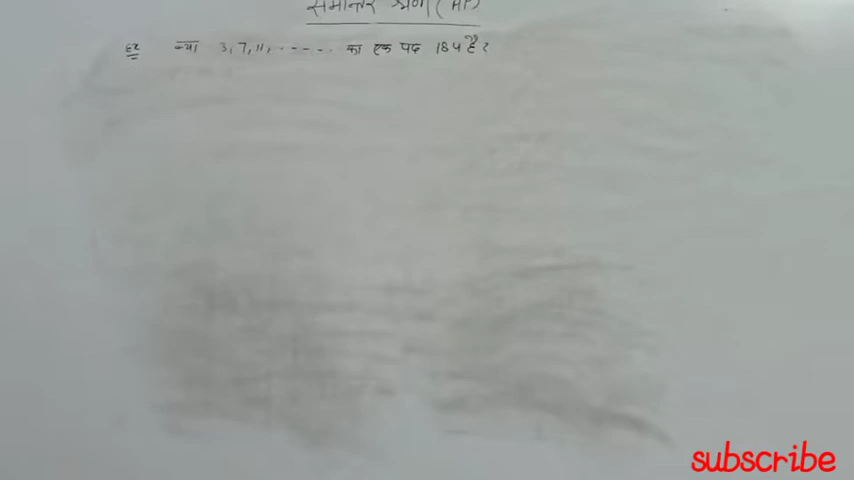 समान्तर श्रेणी (AP)
Ex क्या 3, 7, 11, ------ का एक पद 184 है ?
subscribe